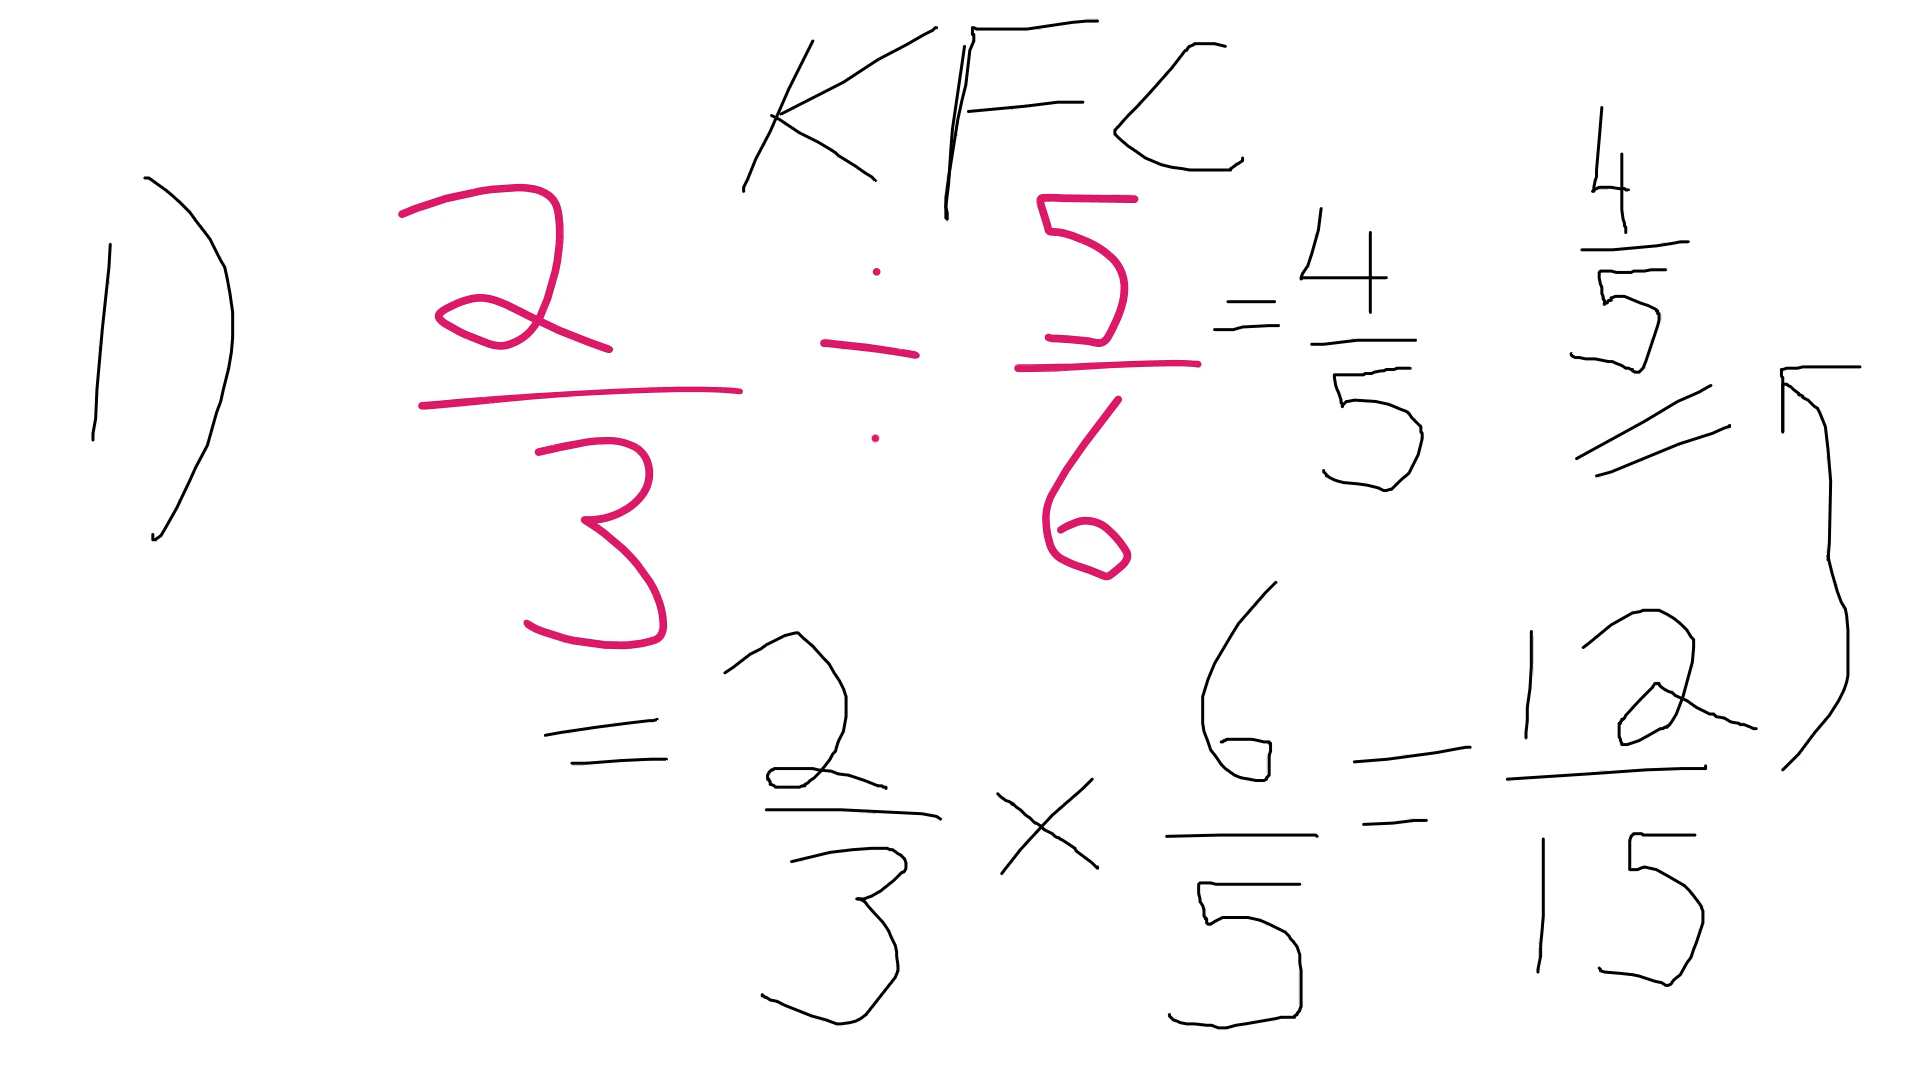 KFC
1) 2/3 ÷ 5/6 = 4/5
4/5
= 2/3 × 6/5 = 12/15
=